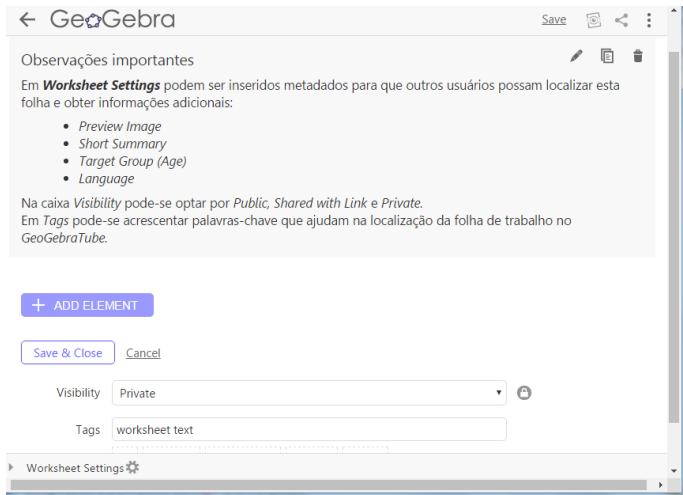 GeoGebra
Save
Observações importantes
Em Worksheet Settings podem ser inseridos metadados para que outros usuários possam localizar esta
folha e obter informações adicionais:
• Preview Image
• Short Summary
• Target Group (Age)
• Language
Na caixa Visibility pode-se optar por Public, Shared with Link e Private.
Em Tags pode-se acrescentar palavras-chave que ajudam na localização da folha de trabalho no
GeoGebraTube.
+ ADD ELEMENT
Save & Close Cancel
Visibility Private
Tags worksheet text
Worksheet Settings